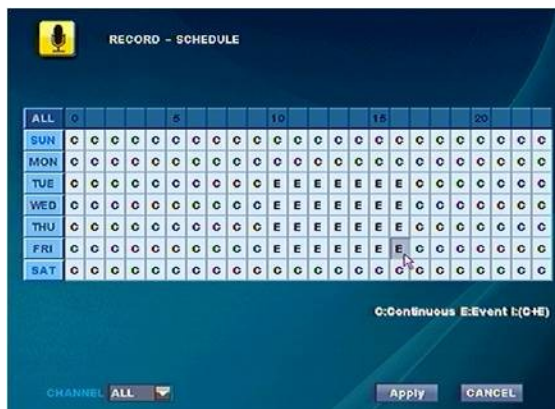 RECORD - SCHEDULE
ALL 0 5 10 15 20
SUN C C C C C C C C C C C C C C C C C C C C C C C C
MON C C C C C C C C C C C C C C C C C C C C C C C C
TUE C C C C C C C C C C E E E E E E E C C C C C C C
WED C C C C C C C C C C E E E E E E E C C C C C C C
THU C C C C C C C C C C E E E E E E E C C C C C C C
FRI C C C C C C C C C C E E E E E E E C C C C C C C
SAT C C C C C C C C C C C C C C C C C C C C C C C C
C:Continuous E:Event I:(C+E)
CHANNEL ALL Apply CANCEL